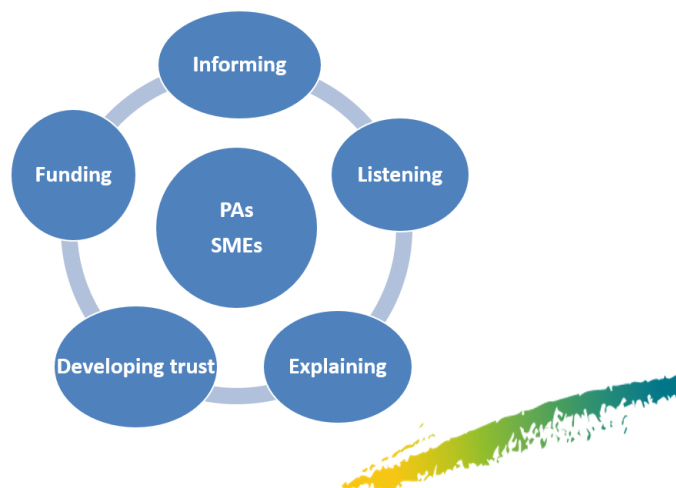 Informing
Listening
Explaining
Developing trust
Funding
PAs
SMEs